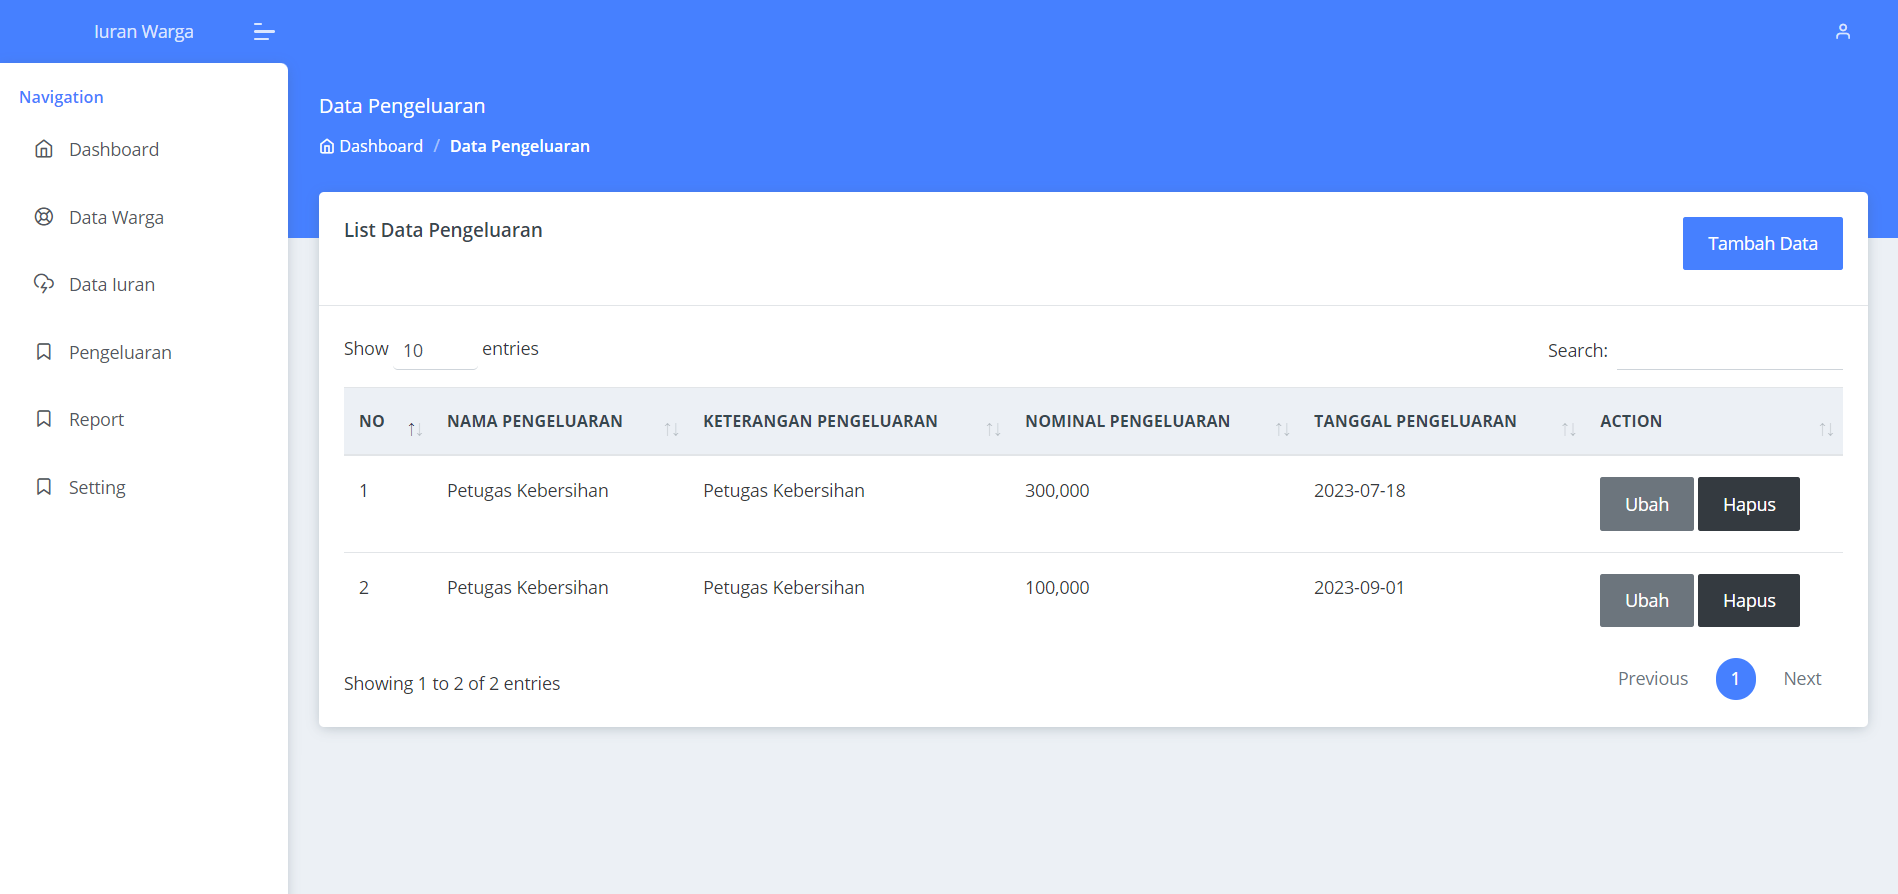 Iuran Warga
Navigation
Dashboard
Data Warga
Data Iuran
Pengeluaran
Report
Setting
Data Pengeluaran
Dashboard / Data Pengeluaran
List Data Pengeluaran
Tambah Data
Show 10 entries
Search:
NO NAMA PENGELUARAN KETERANGAN PENGELUARAN NOMINAL PENGELUARAN TANGGAL PENGELUARAN ACTION
1 Petugas Kebersihan Petugas Kebersihan 300,000 2023-07-18 Ubah Hapus
2 Petugas Kebersihan Petugas Kebersihan 100,000 2023-09-01 Ubah Hapus
Showing 1 to 2 of 2 entries
Previous 1 Next